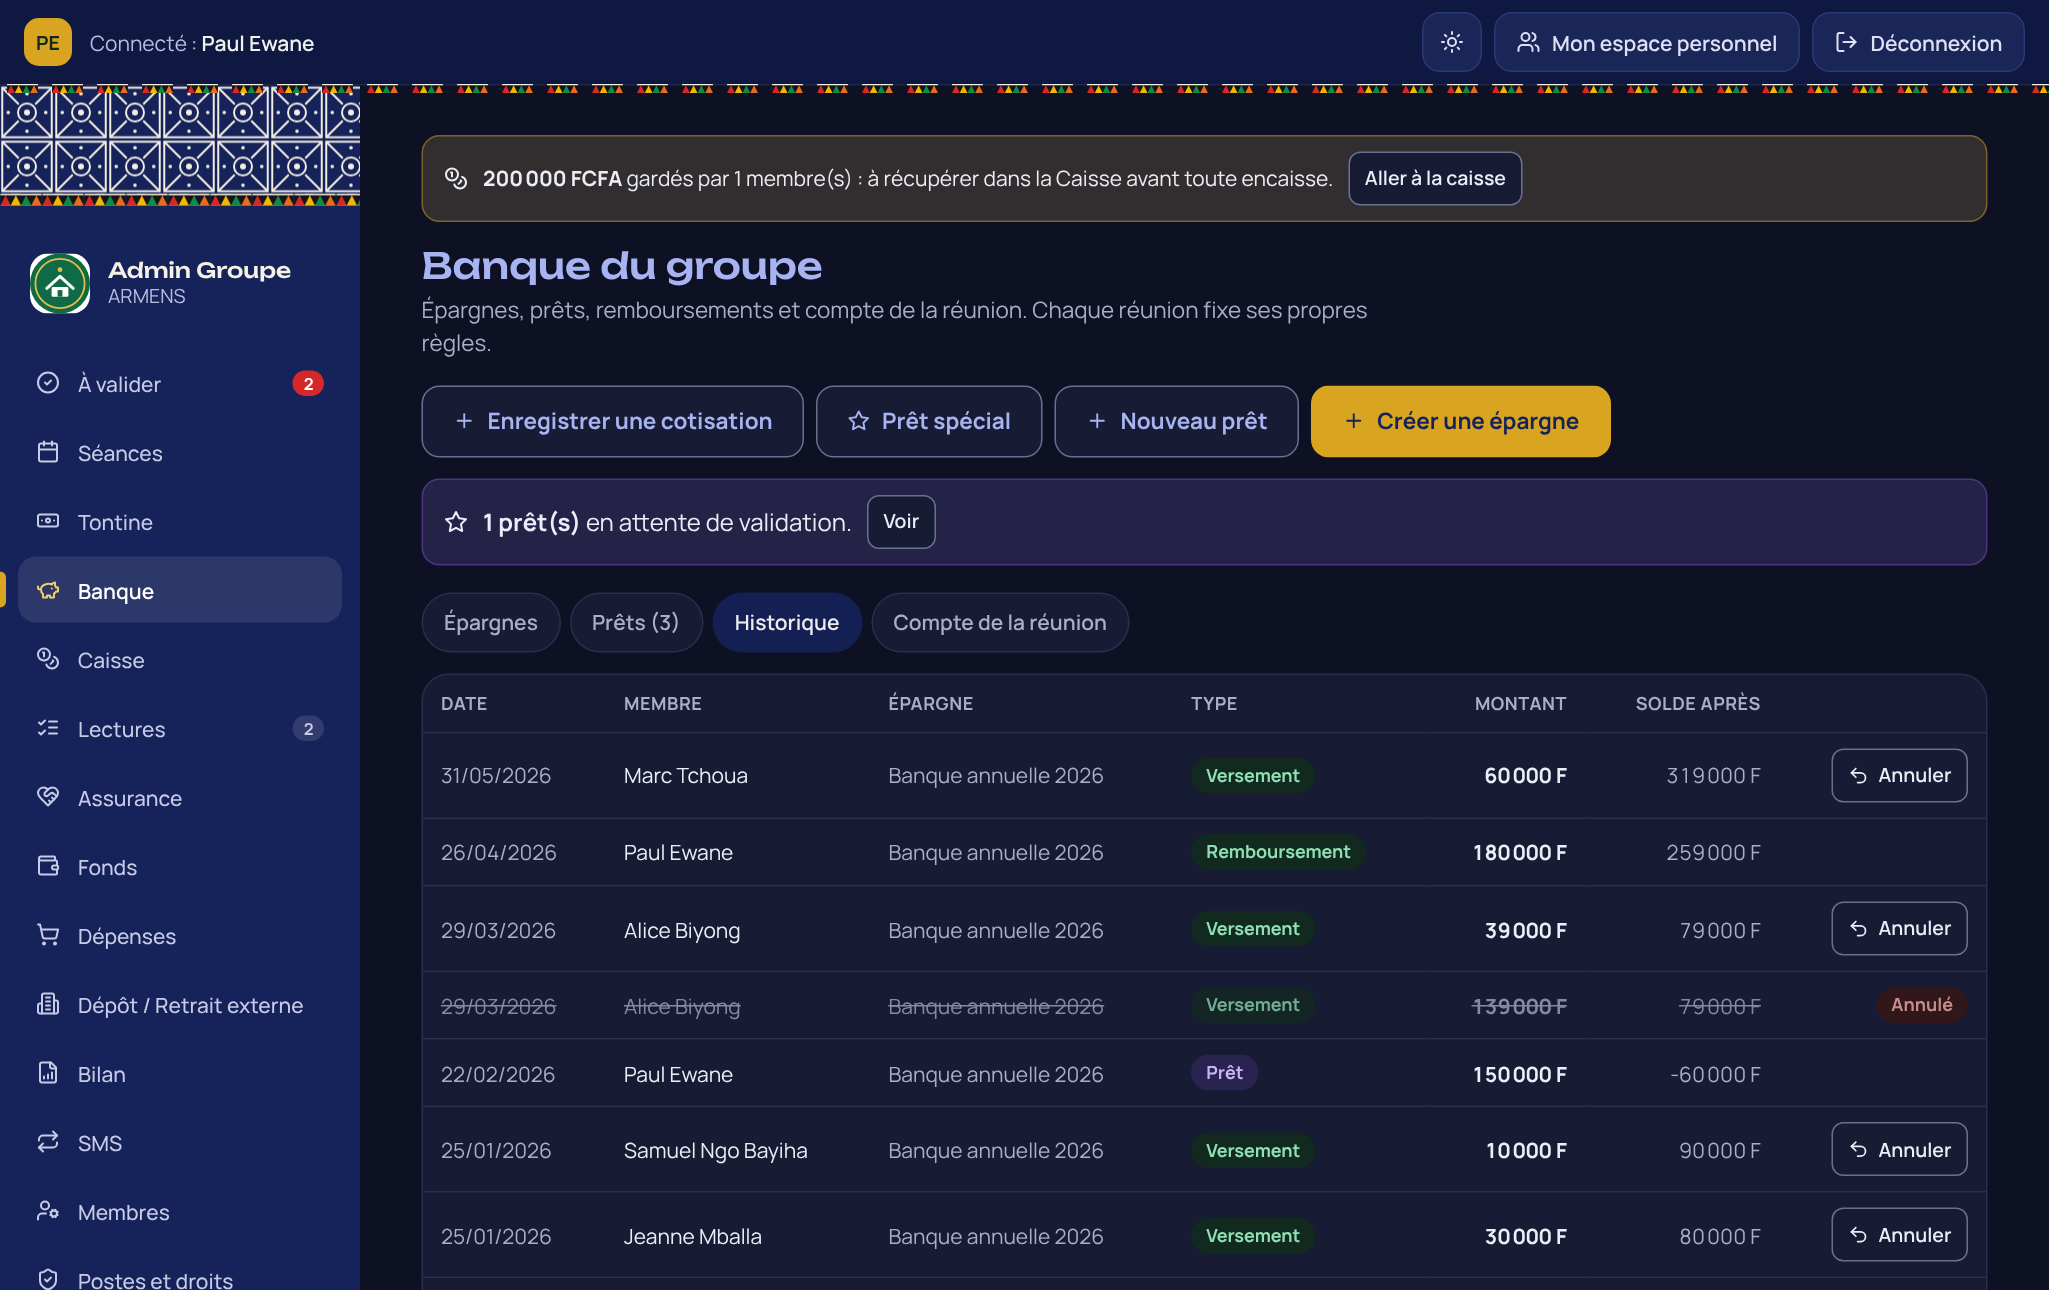 PE
Connecté : Paul Ewane
Mon espace personnel
Déconnexion
Admin Groupe
ARMENS
À valider 2
Séances
Tontine
Banque
Caisse
Lectures 2
Assurance
Fonds
Dépenses
Dépôt / Retrait externe
Bilan
SMS
Membres
Postes et droits
200 000 FCFA gardés par 1 membre(s) : à récupérer dans la Caisse avant toute encaisse. Aller à la caisse
Banque du groupe
Épargnes, prêts, remboursements et compte de la réunion. Chaque réunion fixe ses propres
règles.
Enregistrer une cotisation
Prêt spécial
Nouveau prêt
Créer une épargne
1 prêt(s) en attente de validation. Voir
Épargnes
Prêts (3)
Historique
Compte de la réunion
DATE MEMBRE ÉPARGNE TYPE MONTANT SOLDE APRÈS
31/05/2026 Marc Tchoua Banque annuelle 2026 Versement 60 000 F 319 000 F Annuler
26/04/2026 Paul Ewane Banque annuelle 2026 Remboursement 180 000 F 259 000 F
29/03/2026 Alice Biyong Banque annuelle 2026 Versement 39 000 F 79 000 F Annuler
29/03/2026 Alice Biyong Banque annuelle 2026 Versement 139 000 F 79 000 F Annulé
22/02/2026 Paul Ewane Banque annuelle 2026 Prêt 150 000 F -60 000 F
25/01/2026 Samuel Ngo Bayiha Banque annuelle 2026 Versement 10 000 F 90 000 F Annuler
25/01/2026 Jeanne Mballa Banque annuelle 2026 Versement 30 000 F 80 000 F Annuler